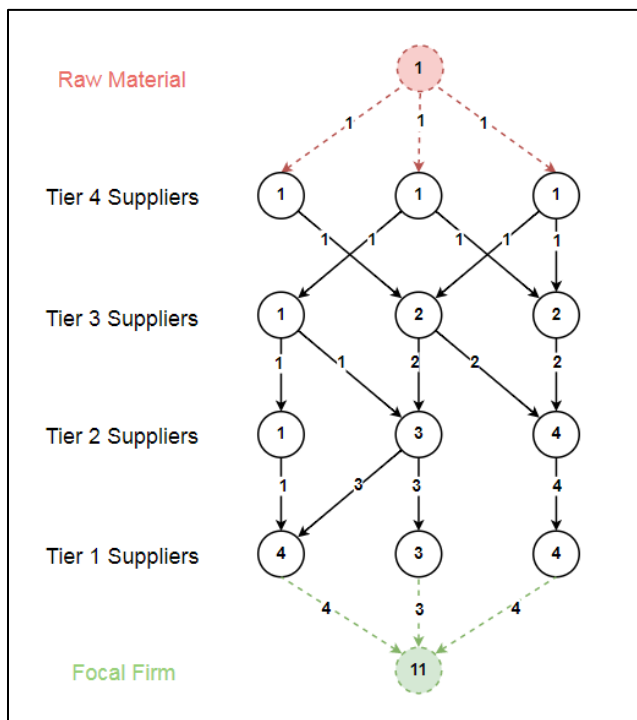 1
Raw Material
1 1 1
Tier 4 Suppliers 1 1 1
1 1 1 1 1
Tier 3 Suppliers 1 2 2
1 1 2 2 2
Tier 2 Suppliers 1 3 4
1 3 3 4
Tier 1 Suppliers 4 3 4
4 3 4
Focal Firm 11